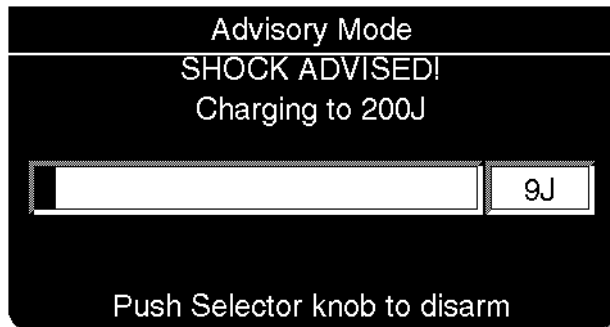 Advisory Mode
SHOCK ADVISED!
Charging to 200J
9J
Push Selector knob to disarm